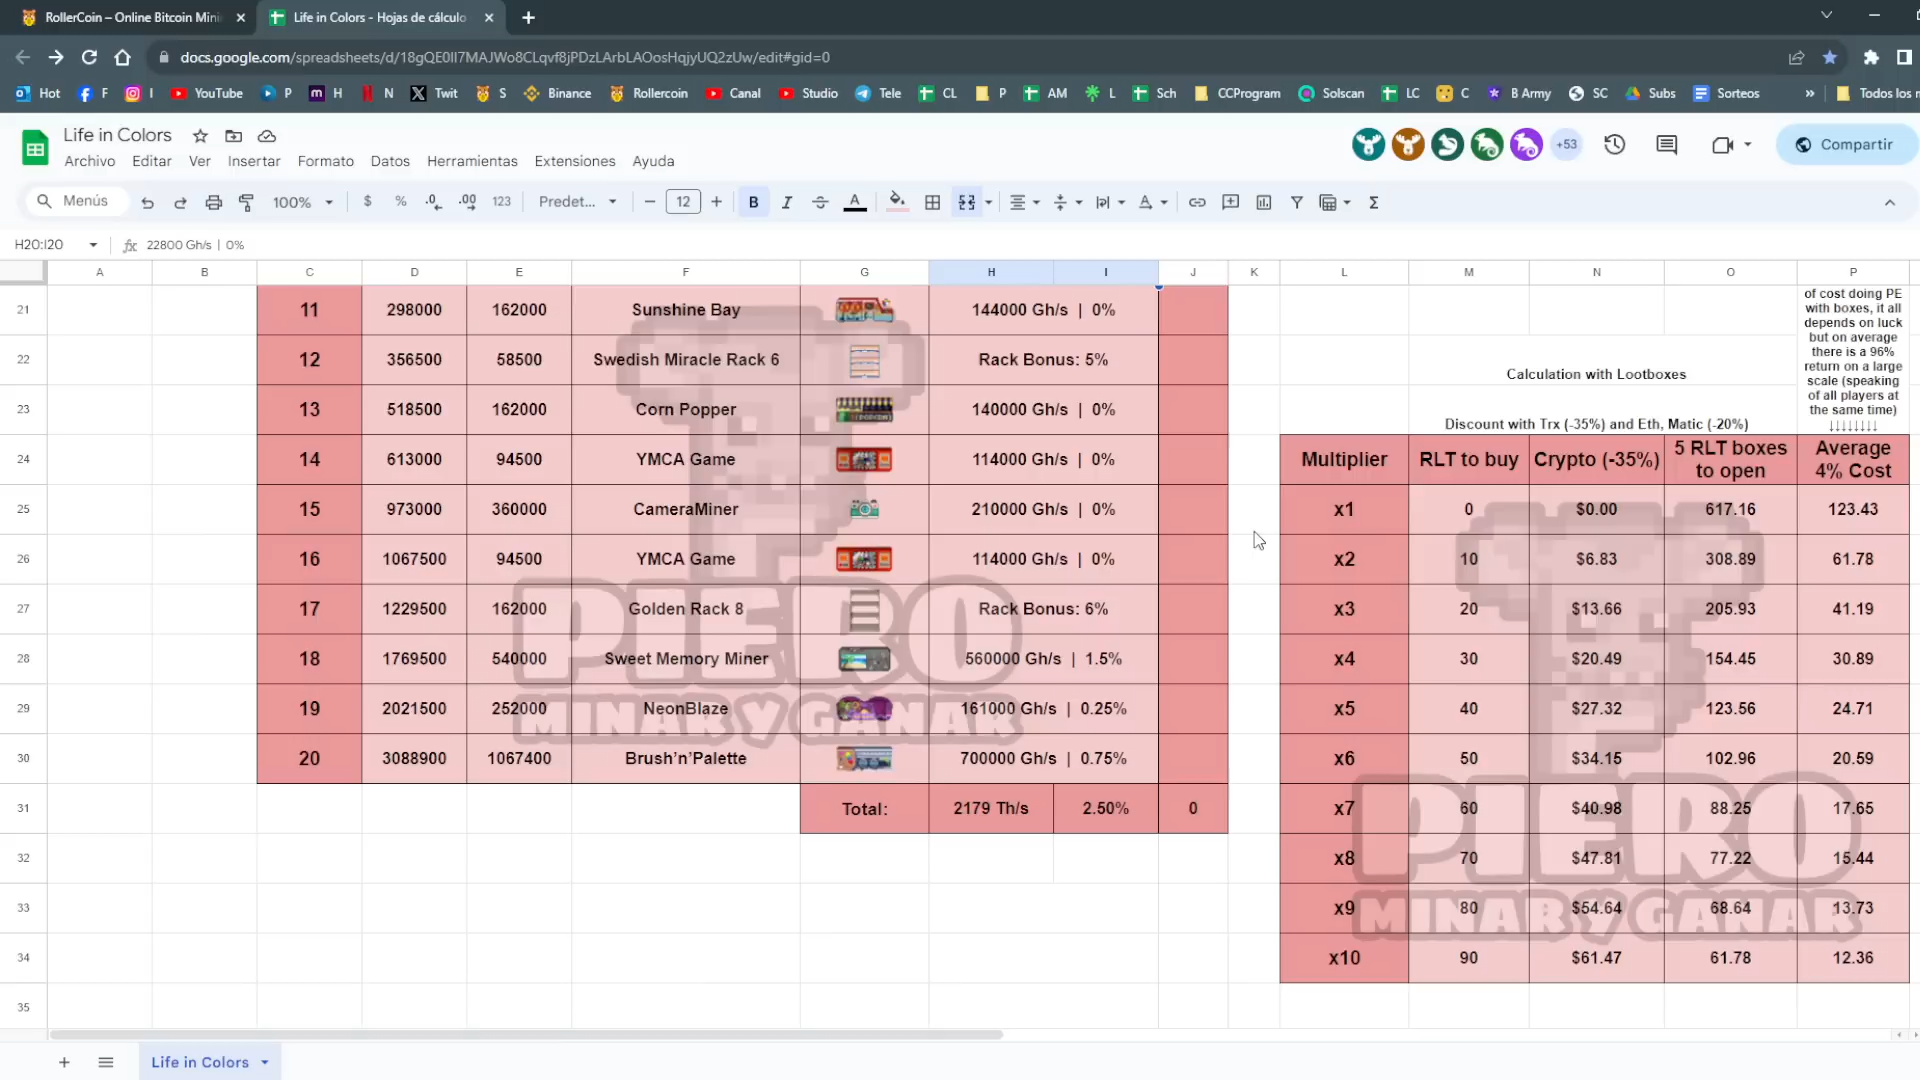 RollerCoin – Online Bitcoin Mini
Life in Colors - Hojas de cálculo
docs.google.com/spreadsheets/d/18gQE0Il7MAJWo8CLqvf8jPDzLArbLAOosHqjyUQ2zUw/edit#gid=0
Hot F I YouTube P H N Twit S Binance Rollercoin Canal Studio Tele CL P AM L Sch CCProgram Solscan LC C B Army SC Subs Sorteos » Todos los m
Life in Colors
+53
Compartir
Archivo Editar Ver Insertar Formato Datos Herramientas Extensiones Ayuda
Menús 100% $ % .0 .00 123 Predet... − 12 + B I A
H20:I20 fx 22800 Gh/s | 0%
A B C D E F G H I J K L M N O P
21 11 298000 162000 Sunshine Bay 144000 Gh/s | 0%
22 12 356500 58500 Swedish Miracle Rack 6 Rack Bonus: 5%
23 13 518500 162000 Corn Popper 140000 Gh/s | 0%
24 14 613000 94500 YMCA Game 114000 Gh/s | 0%
25 15 973000 360000 CameraMiner 210000 Gh/s | 0%
26 16 1067500 94500 YMCA Game 114000 Gh/s | 0%
27 17 1229500 162000 Golden Rack 8 Rack Bonus: 6%
28 18 1769500 540000 Sweet Memory Miner 560000 Gh/s | 1.5%
29 19 2021500 252000 NeonBlaze 161000 Gh/s | 0.25%
30 20 3088900 1067400 Brush’n’Palette 700000 Gh/s | 0.75%
31 Total: 2179 Th/s 2.50% 0
32
33
34
35
PIERO
MINAR Y GANAR
of cost doing PE
with boxes, it all
depends on luck
but on average
there is a 96%
return on a large
scale (speaking
of all players at
the same time)
↓↓↓↓↓↓↓↓
Calculation with Lootboxes
Discount with Trx (-35%) and Eth, Matic (-20%)
Multiplier RLT to buy Crypto (-35%) 5 RLT boxes to open Average 4% Cost
x1 0 $0.00 617.16 123.43
x2 10 $6.83 308.89 61.78
x3 20 $13.66 205.93 41.19
x4 30 $20.49 154.45 30.89
x5 40 $27.32 123.56 24.71
x6 50 $34.15 102.96 20.59
x7 60 $40.98 88.25 17.65
x8 70 $47.81 77.22 15.44
x9 80 $54.64 68.64 13.73
x10 90 $61.47 61.78 12.36
PIERO
MINAR Y GANAR
Life in Colors